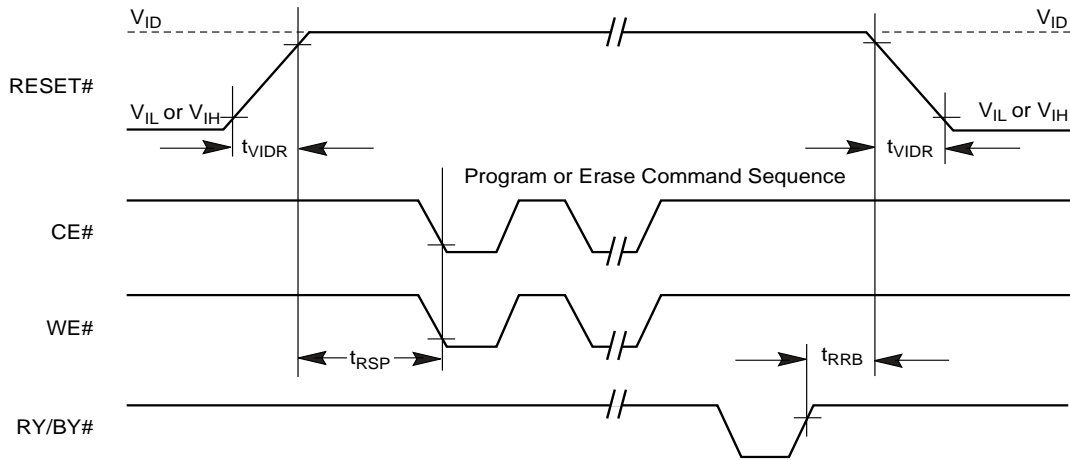 V_ID V_ID
RESET#
V_IL or V_IH V_IL or V_IH
t_VIDR t_VIDR
Program or Erase Command Sequence
CE#
WE#
t_RSP t_RRB
RY/BY#